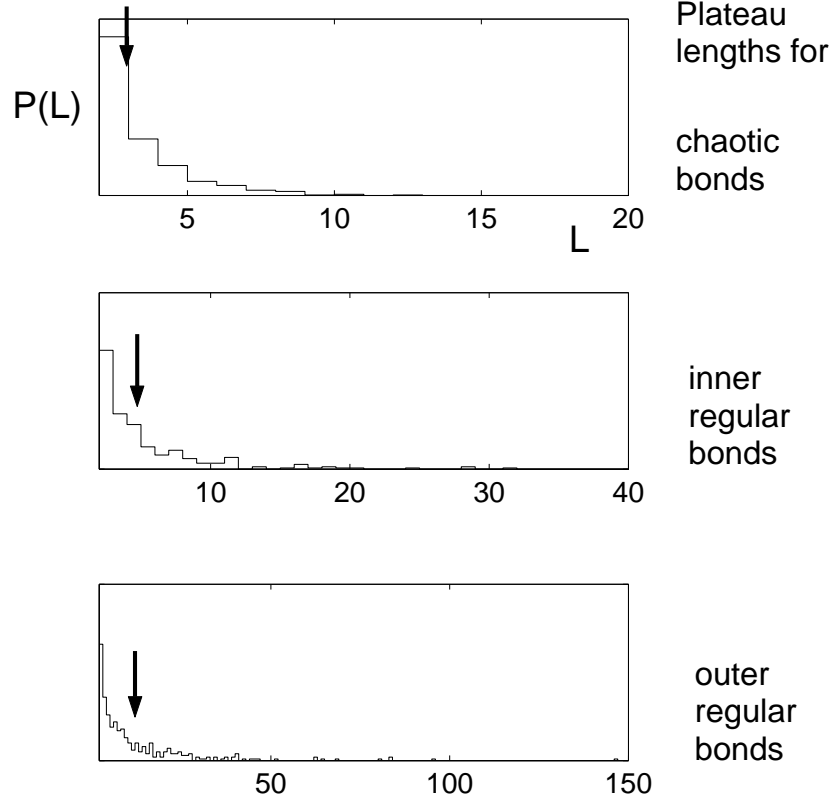 Plateau
lengths for
P(L)
chaotic
bonds
5 10 15 20
L
inner
regular
bonds
10 20 30 40
outer
regular
bonds
50 100 150